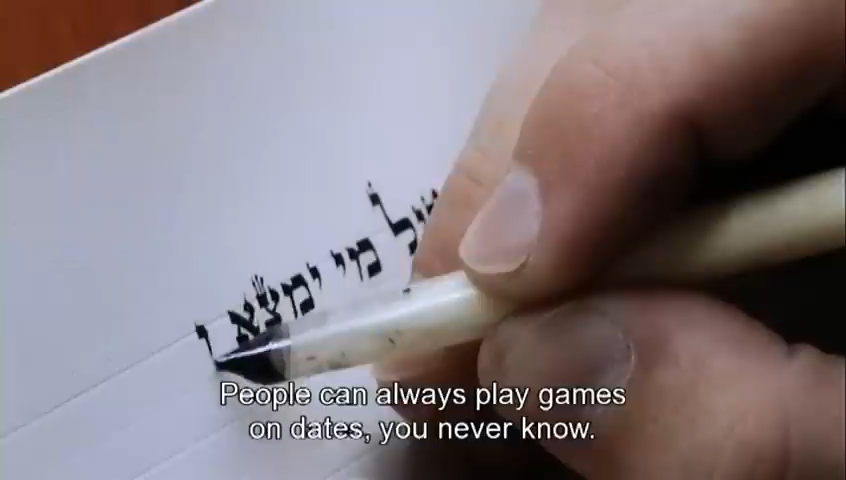 מי ימצא ו
People can always play games
on dates, you never know.